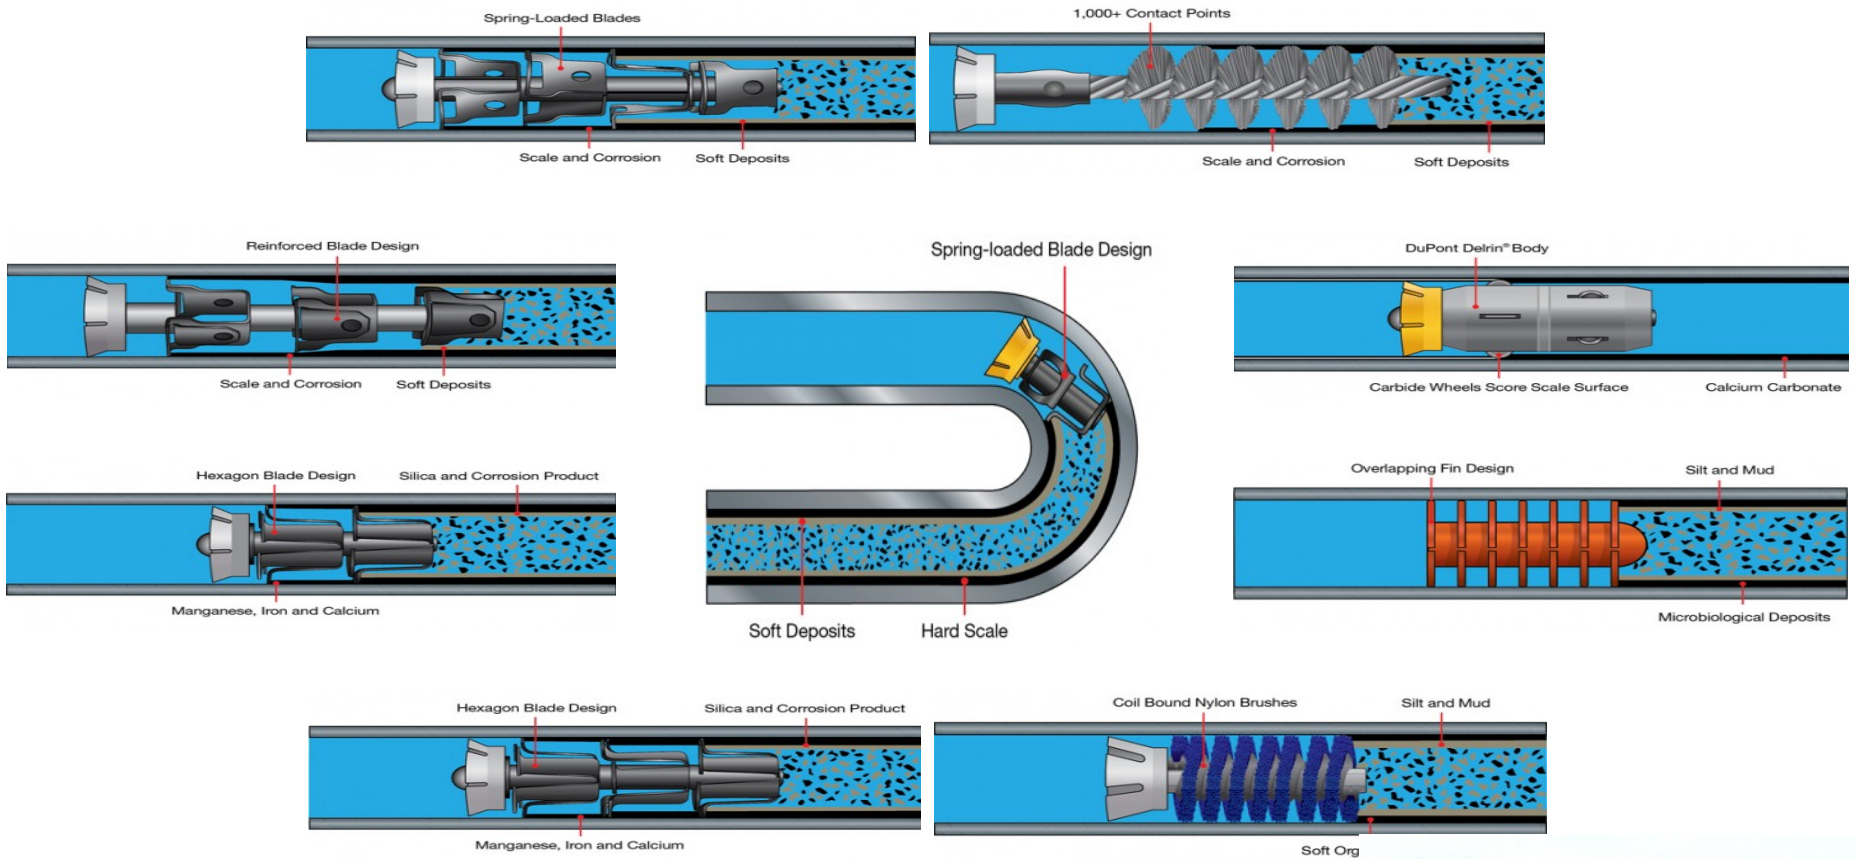 Spring-Loaded Blades
Scale and Corrosion
Soft Deposits
1,000+ Contact Points
Scale and Corrosion
Soft Deposits
Reinforced Blade Design
Scale and Corrosion
Soft Deposits
Spring-loaded Blade Design
Soft Deposits
Hard Scale
DuPont Delrin® Body
Carbide Wheels Score Scale Surface
Calcium Carbonate
Hexagon Blade Design
Silica and Corrosion Product
Manganese, Iron and Calcium
Overlapping Fin Design
Silt and Mud
Microbiological Deposits
Hexagon Blade Design
Silica and Corrosion Product
Manganese, Iron and Calcium
Coil Bound Nylon Brushes
Silt and Mud
Soft Org